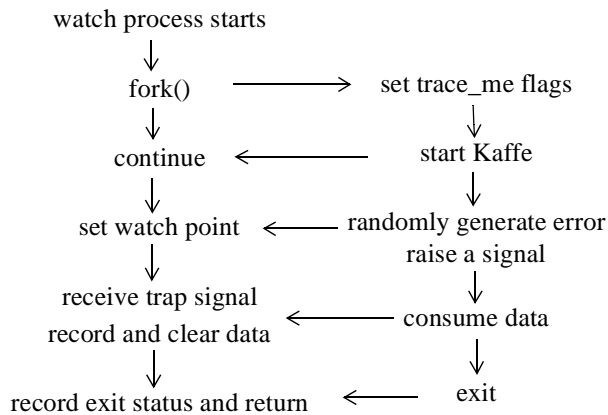 watch process starts
fork()
set trace_me flags
continue
start Kaffe
set watch point
randomly generate error
raise a signal
receive trap signal
record and clear data
consume data
record exit status and return
exit